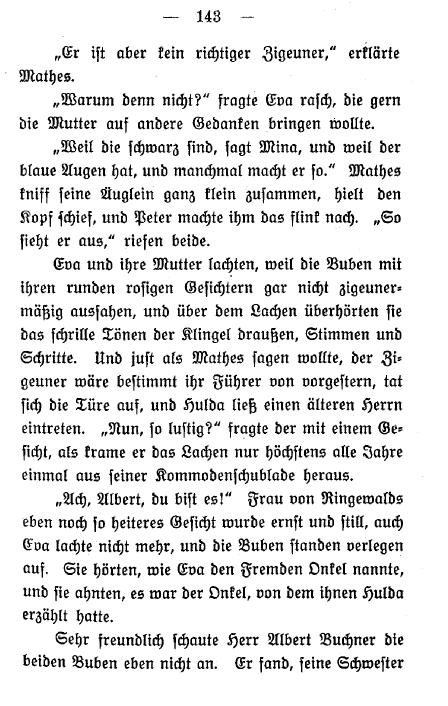 — 143 —
„Er ist aber kein richtiger Zigeuner,“ erklärte
Mathes.
„Warum denn nicht?“ fragte Eva rasch, die gern
die Mutter auf andere Gedanken bringen wollte.
„Weil die schwarz sind, sagt Mina, und weil der
blaue Augen hat, und manchmal macht er so.“ Mathes
kniff seine Äuglein ganz klein zusammen, hielt den
Kopf schief, und Peter machte ihm das flink nach. „So
sieht er aus,“ riefen beide.
Eva und ihre Mutter lachten, weil die Buben mit
ihren runden rosigen Gesichtern gar nicht zigeuner-
mäßig aussahen, und über dem Lachen überhörten sie
das schrille Tönen der Klingel draußen, Stimmen und
Schritte. Und just als Mathes sagen wollte, der Zi-
geuner wäre bestimmt ihr Führer von vorgestern, tat
sich die Türe auf, und Hulda ließ einen älteren Herrn
eintreten. „Nun, so lustig?“ fragte der mit einem Ge-
sicht, als krame er das Lachen nur höchstens alle Jahre
einmal aus seiner Kommodenschublade heraus.
„Ach, Albert, du bist es!“ Frau von Ringewalds
eben noch so heiteres Gesicht wurde ernst und still, auch
Eva lachte nicht mehr, und die Buben standen verlegen
auf. Sie hörten, wie Eva den Fremden Onkel nannte,
und sie ahnten, es war der Onkel, von dem ihnen Hulda
erzählt hatte.
Sehr freundlich schaute Herr Albert Buchner die
beiden Buben eben nicht an. Er fand, seine Schwester